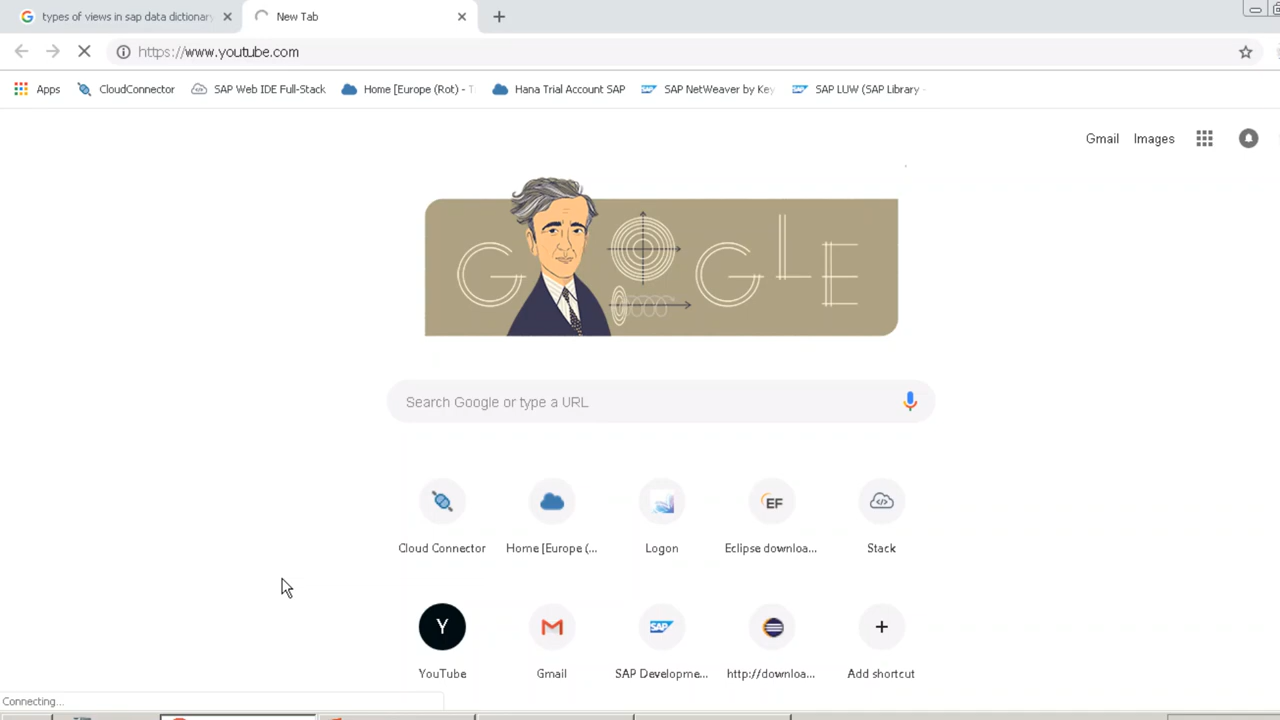 types of views in sap data dictionary
New Tab
https://www.youtube.com
Apps
CloudConnector
SAP Web IDE Full-Stack
Home [Europe (Rot) - T
Hana Trial Account SAP
SAP NetWeaver by Key
SAP LUW (SAP Library -
Gmail
Images
GOOGLE
Search Google or type a URL
Cloud Connector
Home [Europe (...
Logon
EF
Eclipse downloa...
Stack
Y
YouTube
Gmail
SAP
SAP Developme...
http://downloa...
Add shortcut
Connecting...